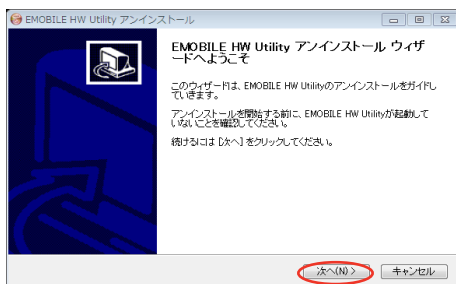 EMOBILE HW Utility アンインストール
EMOBILE HW Utility アンインストール ウィザ
ードへようこそ
このウィザードは、EMOBILE HW Utilityのアンインストールをガイドし
ていきます。
アンインストールを開始する前に、EMOBILE HW Utilityが起動して
いないことを確認してください。
続けるには [次へ] をクリックしてください。
次へ(N) >
キャンセル